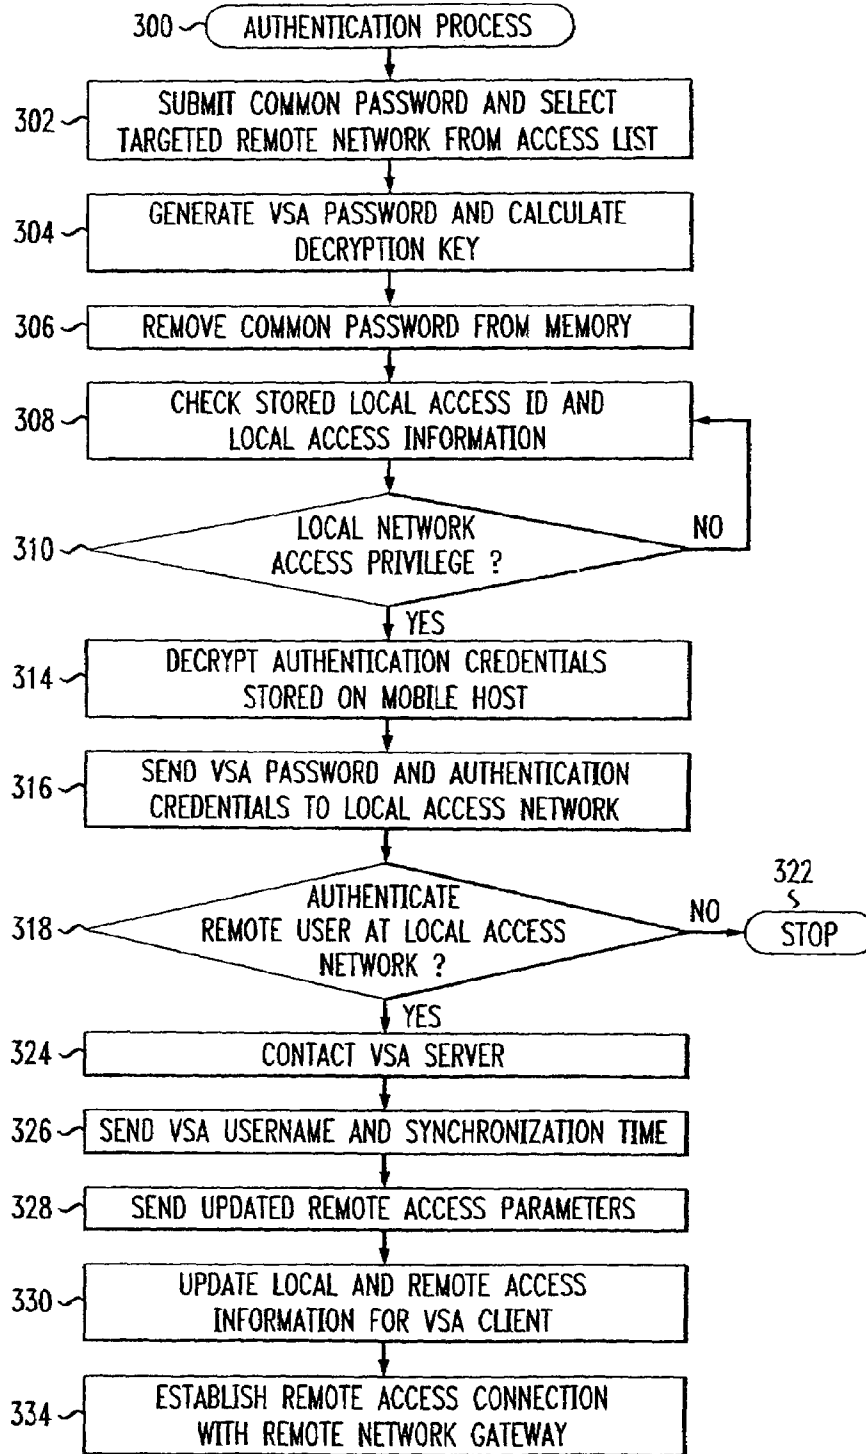 300 AUTHENTICATION PROCESS
302 SUBMIT COMMON PASSWORD AND SELECT
TARGETED REMOTE NETWORK FROM ACCESS LIST
304 GENERATE VSA PASSWORD AND CALCULATE
DECRYPTION KEY
306 REMOVE COMMON PASSWORD FROM MEMORY
308 CHECK STORED LOCAL ACCESS ID AND
LOCAL ACCESS INFORMATION
310 LOCAL NETWORK
ACCESS PRIVILEGE ?
NO
YES
314 DECRYPT AUTHENTICATION CREDENTIALS
STORED ON MOBILE HOST
316 SEND VSA PASSWORD AND AUTHENTICATION
CREDENTIALS TO LOCAL ACCESS NETWORK
318 AUTHENTICATE
REMOTE USER AT LOCAL ACCESS
NETWORK ?
NO
322
STOP
YES
324 CONTACT VSA SERVER
326 SEND VSA USERNAME AND SYNCHRONIZATION TIME
328 SEND UPDATED REMOTE ACCESS PARAMETERS
330 UPDATE LOCAL AND REMOTE ACCESS
INFORMATION FOR VSA CLIENT
334 ESTABLISH REMOTE ACCESS CONNECTION
WITH REMOTE NETWORK GATEWAY